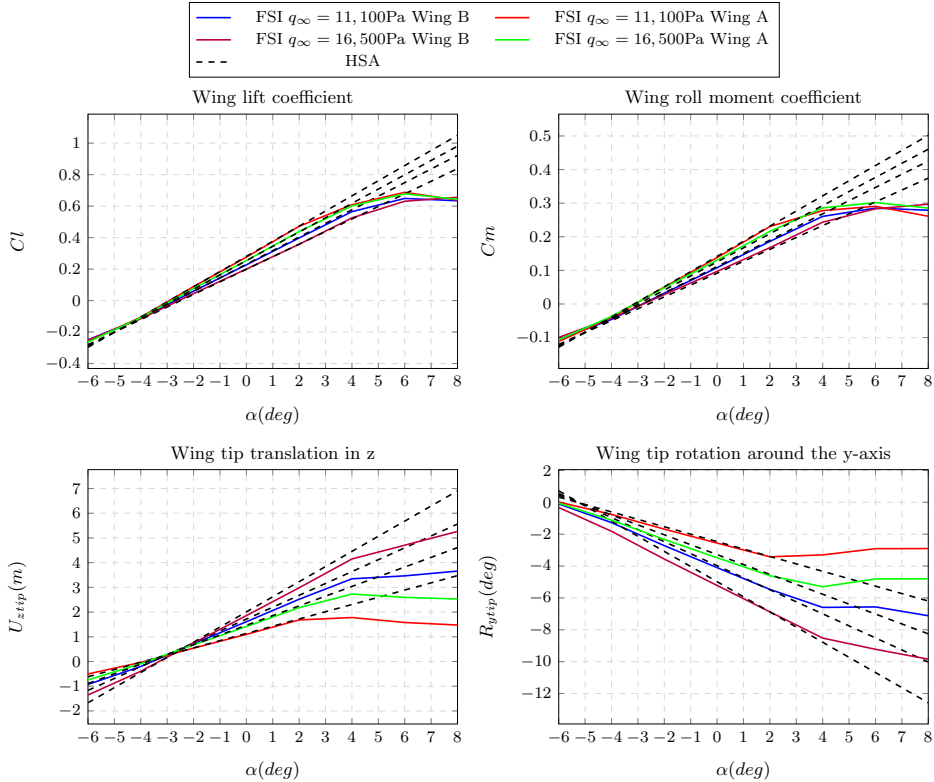 FSI q∞ = 11, 100Pa Wing B
FSI q∞ = 11, 100Pa Wing A
FSI q∞ = 16, 500Pa Wing B
FSI q∞ = 16, 500Pa Wing A
HSA
Wing lift coefficient
1
0.8
0.6
0.4
0.2
0
−0.2
−0.4
Cl
−6 −5 −4 −3 −2 −1 0 1 2 3 4 5 6 7 8
α(deg)
Wing roll moment coefficient
0.5
0.4
0.3
0.2
0.1
0
−0.1
Cm
−6 −5 −4 −3 −2 −1 0 1 2 3 4 5 6 7 8
α(deg)
Wing tip translation in z
7
6
5
4
3
2
1
0
−1
−2
Uztip(m)
−6 −5 −4 −3 −2 −1 0 1 2 3 4 5 6 7 8
α(deg)
Wing tip rotation around the y-axis
2
0
−2
−4
−6
−8
−10
−12
Rytip(deg)
−6 −5 −4 −3 −2 −1 0 1 2 3 4 5 6 7 8
α(deg)